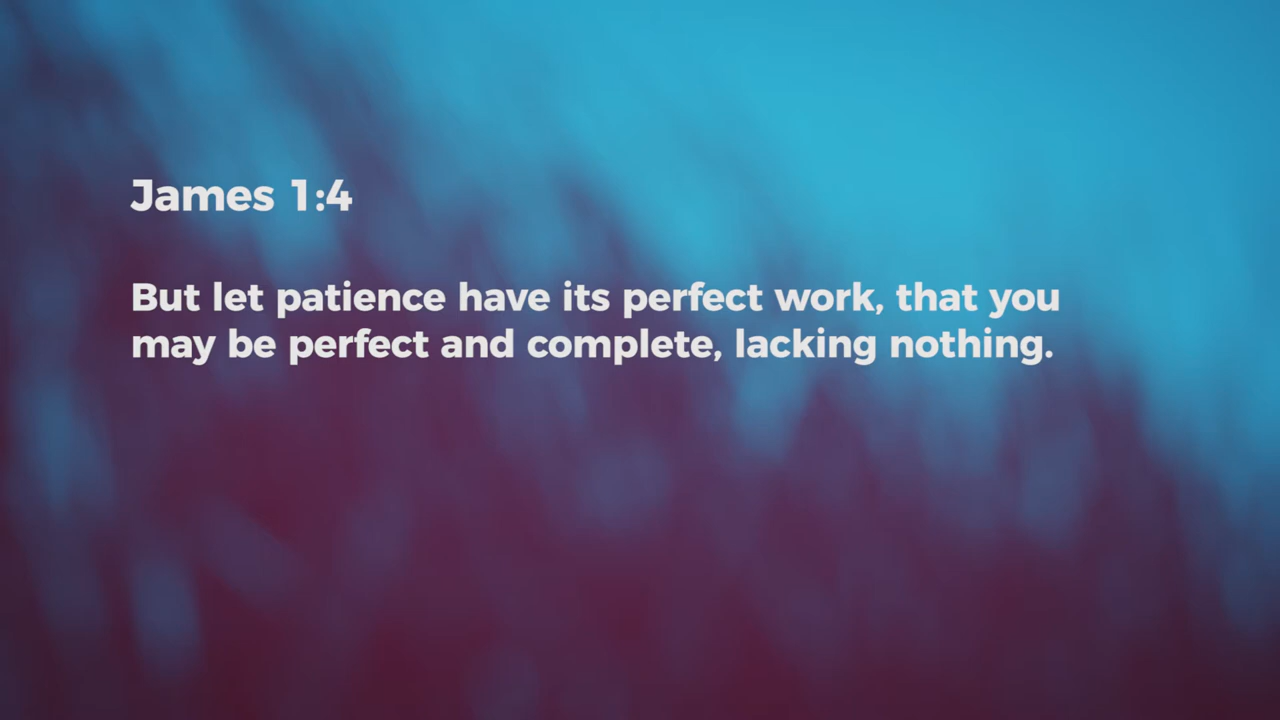 James 1:4
But let patience have its perfect work, that you
may be perfect and complete, lacking nothing.